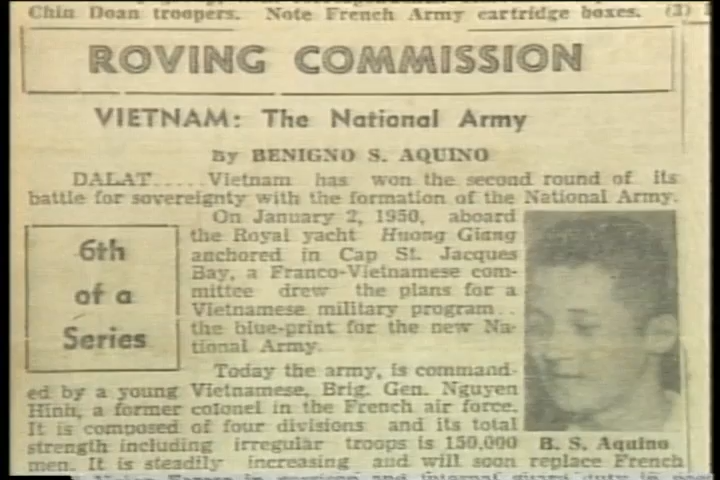 Chin Doan troopers. Note French Army cartridge boxes. (2)
ROVING COMMISSION
VIETNAM: The National Army
By BENIGNO S. AQUINO
DALAT.....Vietnam has won the second round of its
battle for sovereignty with the formation of the National Army.
On January 2, 1950, aboard
the Royal yacht Huong Giang
anchored in Cap St. Jacques
Bay, a Franco-Vietnamese com-
mittee drew the plans for a
Vietnamese military program..
the blue-print for the new Na-
tional Army.
6th
of a
Series
Today the army, is command-
ed by a young Vietnamese, Brig. Gen. Nguyen
Hinh, a former colonel in the French air force.
It is composed of four divisions and its total
strength including irregular troops is 150,000
men. It is steadily increasing and will soon replace French
B. S. Aquino